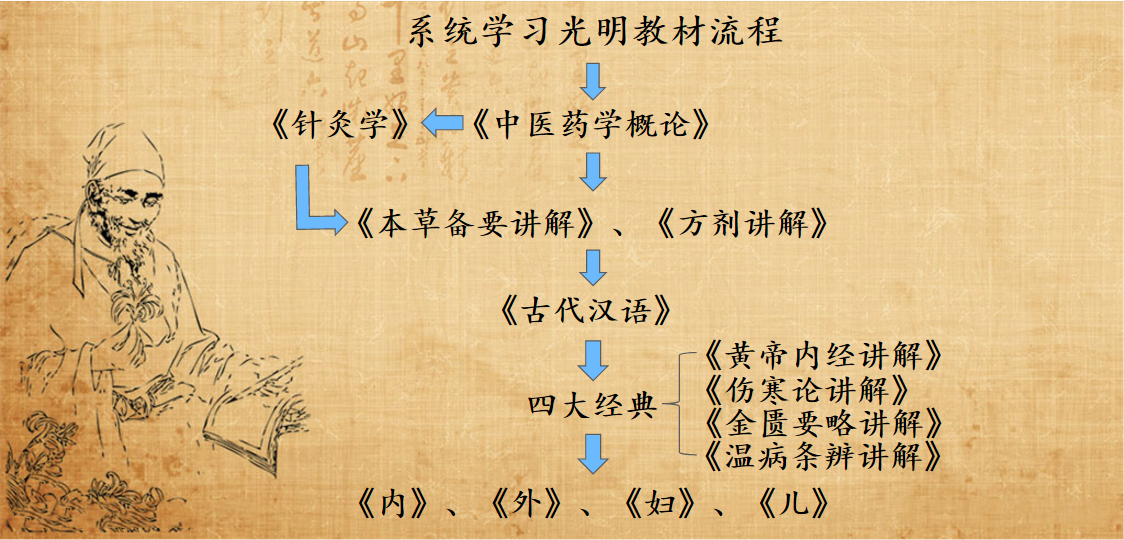 系统学习光明教材流程
《针灸学》 《中医药学概论》
《本草备要讲解》、《方剂讲解》
《古代汉语》
四大经典
《黄帝内经讲解》
《伤寒论讲解》
《金匮要略讲解》
《温病条辨讲解》
《内》、《外》、《妇》、《儿》